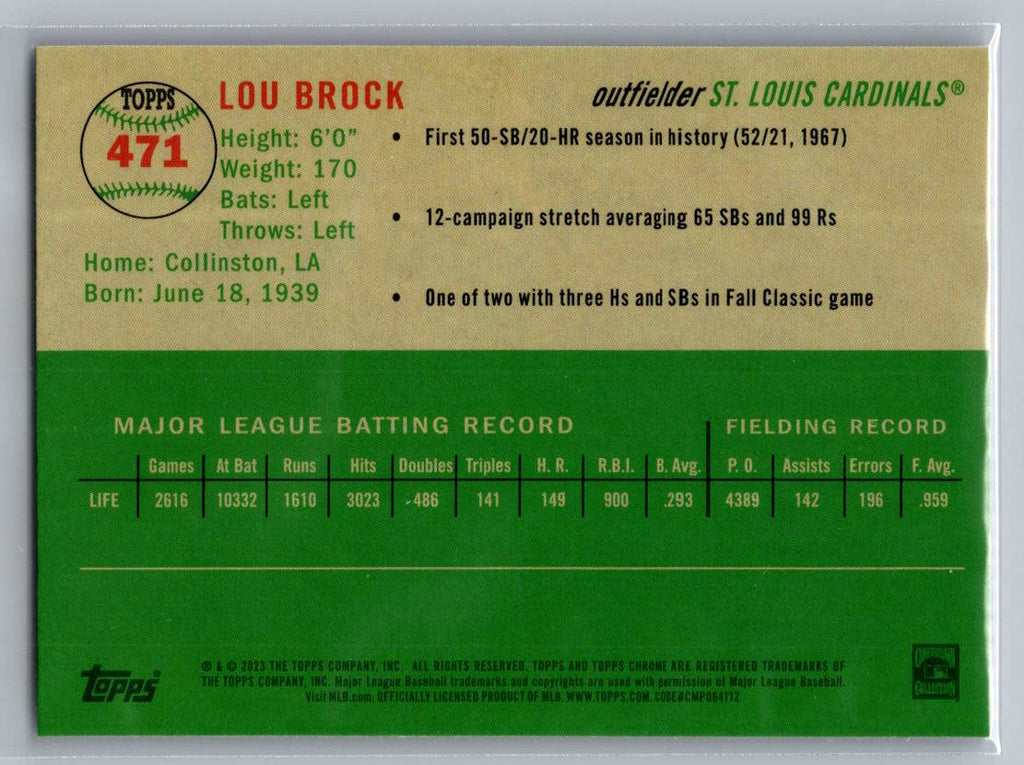 TOPPS
471
LOU BROCK
outfielder ST. LOUIS CARDINALS®
Height: 6'0"
Weight: 170
Bats: Left
Throws: Left
Home: Collinston, LA
Born: June 18, 1939
• First 50-SB/20-HR season in history (52/21, 1967)
• 12-campaign stretch averaging 65 SBs and 99 Rs
• One of two with three Hs and SBs in Fall Classic game
MAJOR LEAGUE BATTING RECORD FIELDING RECORD
Games At Bat Runs Hits Doubles Triples H. R. R.B.I. B. Avg. P. O. Assists Errors F. Avg.
LIFE 2616 10332 1610 3023 486 141 149 900 .293 4389 142 196 .959
topps
® & © 2023 THE TOPPS COMPANY, INC. ALL RIGHTS RESERVED. TOPPS AND TOPPS CHROME ARE REGISTERED TRADEMARKS OF
THE TOPPS COMPANY, INC. Major League Baseball trademarks and copyrights are used with permission of Major League Baseball.
Visit MLB.com. OFFICIALLY LICENSED PRODUCT OF MLB. WWW.TOPPS.COM. CODE#CMP064112
COOPERSTOWN
COLLECTION